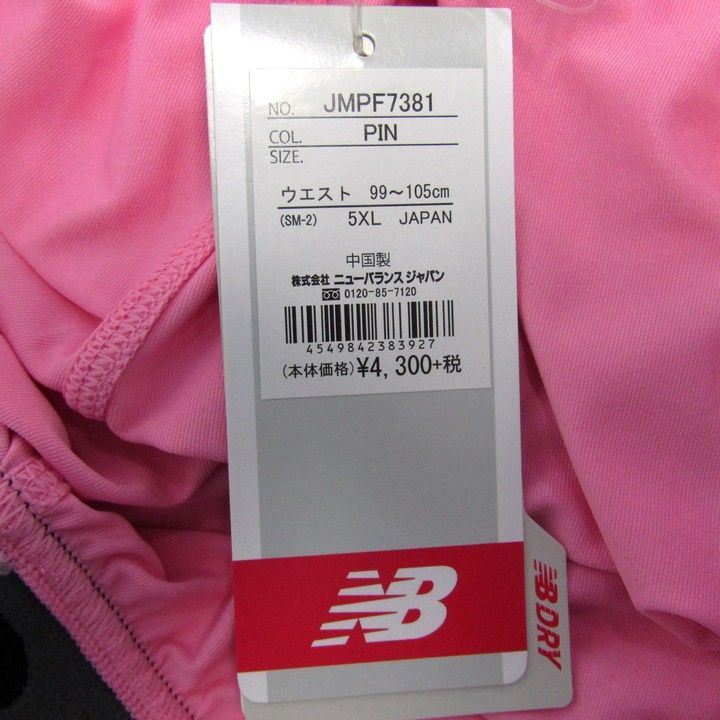 NO. JMPF7381
COL. PIN
SIZE.
ウエスト 99～105cm
(SM-2) 5XL JAPAN
中国製
株式会社 ニューバランス ジャパン
0120-85-7120
4549842383927
(本体価格) ¥4,300+税
NB
NB DRY